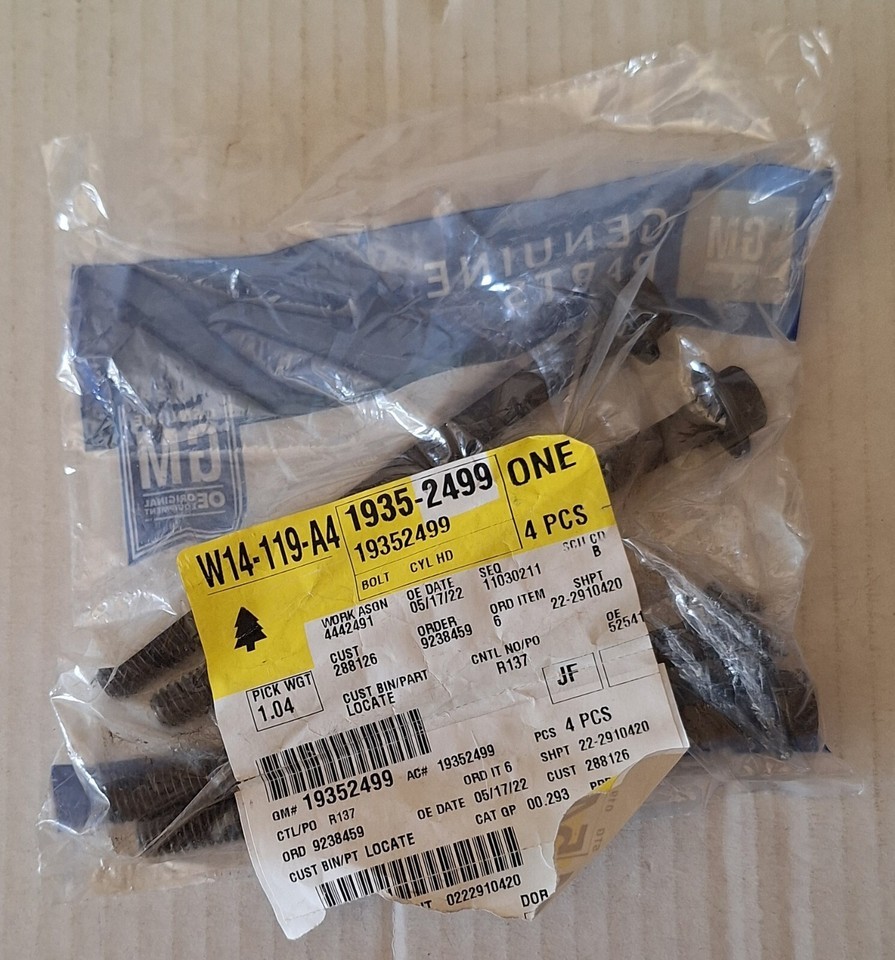 GENUINE
PARTS
GM
GM
OE ORIGINAL
EQUIPMENT
W14-119-A4
1935-2499
19352499
BOLT CYL HD
ONE
4 PCS
WORK ASGN
4442491
OE DATE
05/17/22
SEQ
11030211
B
CUST
288126
ORDER
9238459
ORD ITEM
6
SHPT
22-2910420
CUST BIN/PART
LOCATE
CNTL NO/PO
R137
OE
52541
PICK WGT
1.04
JF
GM# 19352499 AC# 19352499 PCS 4 PCS
CTL/PO R137 ORD IT 6 SHPT 22-2910420
ORD 9238459 OE DATE 05/17/22 CUST 288126
CUST BIN/PT LOCATE CAT GP 00.293
0222910420
DOR